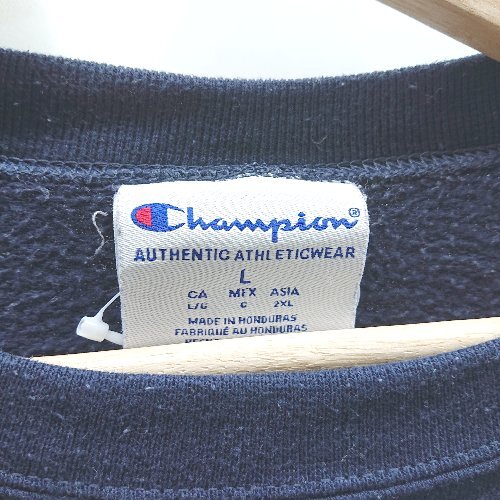 Champion®
AUTHENTIC ATHLETICWEAR
L
CA MEX ASIA
L/G G 2XL
MADE IN HONDURAS
FABRIQUÉ AU HONDURAS